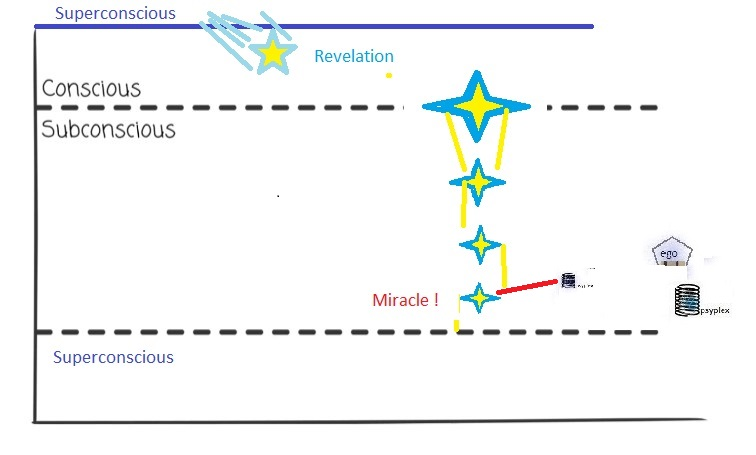 Superconscious
Revelation
Conscious
Subconscious
ego
psyplex
Miracle !
Superconscious